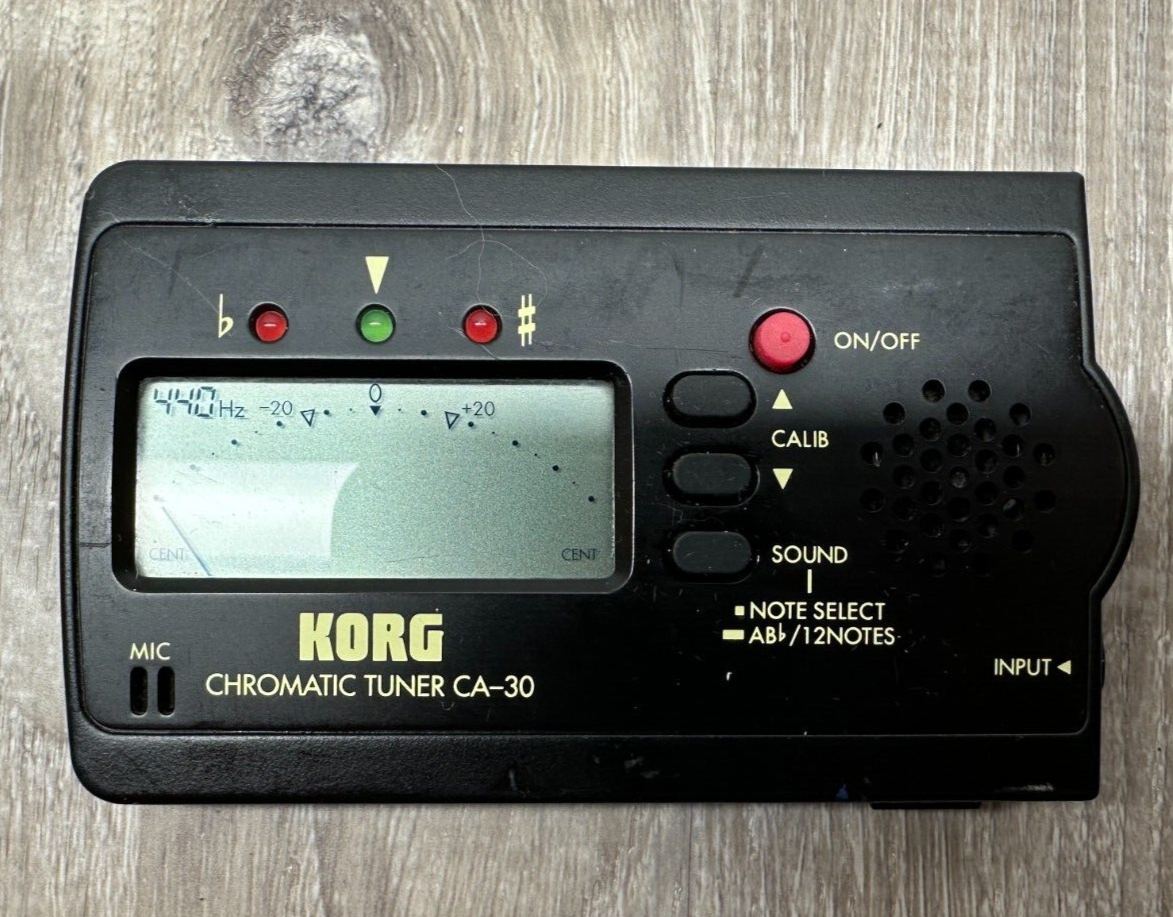 ♭ ▼ ♯
ON/OFF
440Hz -20 0 +20
▲
CALIB
▼
CENT CENT
SOUND
▪NOTE SELECT
▬AB♭/12NOTES
KORG
MIC
CHROMATIC TUNER CA-30
INPUT◄